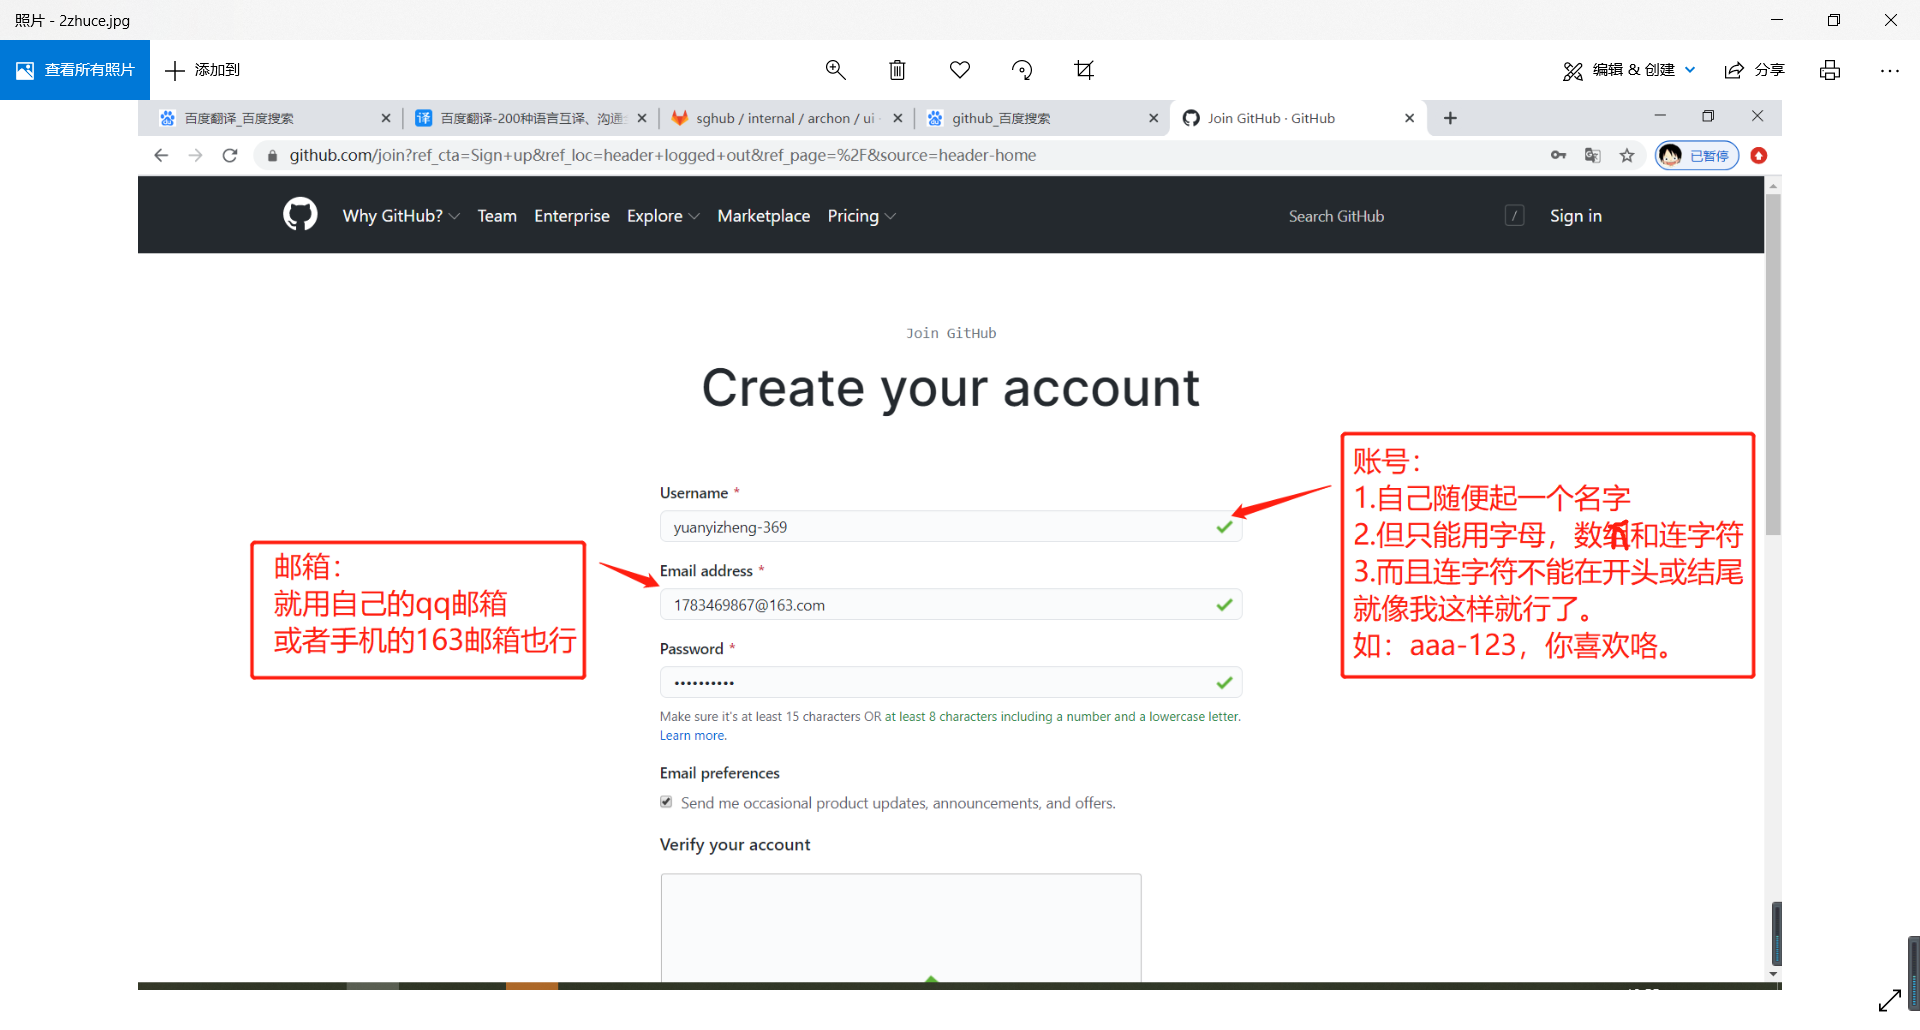 照片 - 2zhuce.jpg
查看所有照片
添加到
编辑 & 创建
分享
百度翻译_百度搜索
百度翻译-200种语言互译、沟通
sghub / internal / archon / ui
github_百度搜索
Join GitHub · GitHub
github.com/join?ref_cta=Sign+up&ref_loc=header+logged+out&ref_page=%2F&source=header-home
已暂停
Why GitHub?
Team
Enterprise
Explore
Marketplace
Pricing
Search GitHub
/
Sign in
Join GitHub
Create your account
账号：
1.自己随便起一个名字
2.但只能用字母，数 和连字符
3.而且连字符不能在开头或结尾
就像我这样就行了。
如：aaa-123，你喜欢咯。
Username *
yuanyizheng-369
邮箱：
就用自己的qq邮箱
或者手机的163邮箱也行
Email address *
1783469867@163.com
Password *
Make sure it's at least 15 characters OR at least 8 characters including a number and a lowercase letter.
Learn more.
Email preferences
Send me occasional product updates, announcements, and offers.
Verify your account